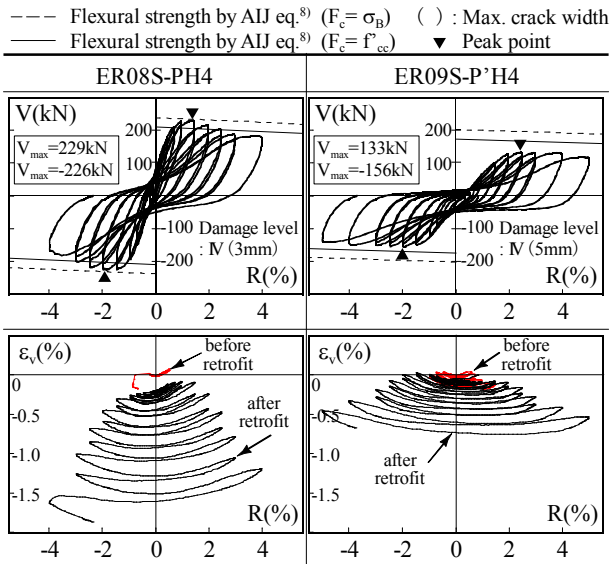 Flexural strength by AIJ eq.⁸⁾ (Fc= σB) ( ) : Max. crack width
Flexural strength by AIJ eq.⁸⁾ (Fc= f'cc) ▼ Peak point
ER08S-PH4 ER09S-P'H4
V(kN) V(kN)
200 200
Vmax=229kN Vmax=133kN
Vmax=-226kN Vmax=-156kN
100 100
-100 Damage level -100 Damage level
: Ⅳ (3mm) : Ⅳ (5mm)
-200 -200
R(%) R(%)
-4 -2 0 2 4 -4 -2 0 2 4
εv(%) before retrofit εv(%) before retrofit
0 0
-0.5 -0.5
after retrofit
-1.0 -1.0
after retrofit
-1.5 -1.5
R(%) R(%)
-4 -2 0 2 4 -4 -2 0 2 4